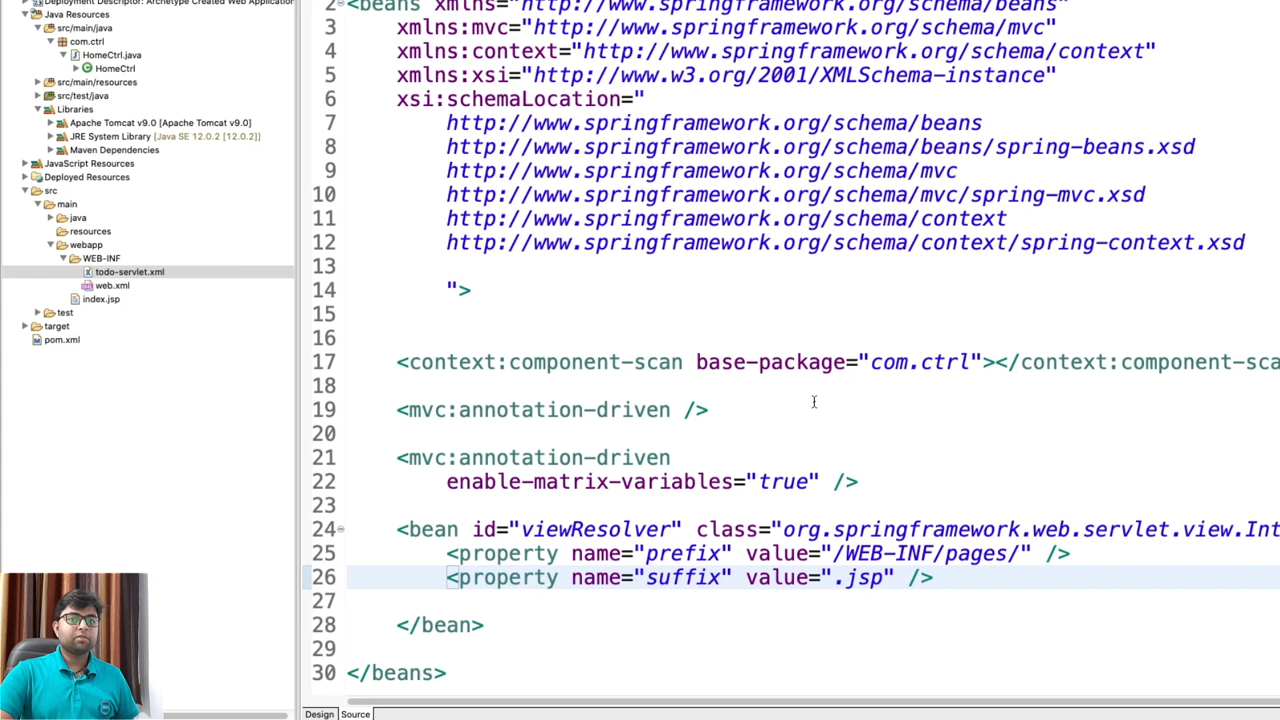 Deployment Descriptor: Archetype Created Web Application
Java Resources
src/main/java
com.ctrl
HomeCtrl.java
HomeCtrl
src/main/resources
src/test/java
Libraries
Apache Tomcat v9.0 [Apache Tomcat v9.0]
JRE System Library [Java SE 12.0.2 [12.0.2]]
Maven Dependencies
JavaScript Resources
Deployed Resources
src
main
java
resources
webapp
WEB-INF
todo-servlet.xml
web.xml
index.jsp
test
target
pom.xml
2 <beans xmlns="http://www.springframework.org/schema/beans"
3 xmlns:mvc="http://www.springframework.org/schema/mvc"
4 xmlns:context="http://www.springframework.org/schema/context"
5 xmlns:xsi="http://www.w3.org/2001/XMLSchema-instance"
6 xsi:schemaLocation="
7 http://www.springframework.org/schema/beans
8 http://www.springframework.org/schema/beans/spring-beans.xsd
9 http://www.springframework.org/schema/mvc
10 http://www.springframework.org/schema/mvc/spring-mvc.xsd
11 http://www.springframework.org/schema/context
12 http://www.springframework.org/schema/context/spring-context.xsd
13
14 ">
15
16
17 <context:component-scan base-package="com.ctrl"></context:component-sca
18
19 <mvc:annotation-driven />
20
21 <mvc:annotation-driven
22 enable-matrix-variables="true" />
23
24 <bean id="viewResolver" class="org.springframework.web.servlet.view.Int
25 <property name="prefix" value="/WEB-INF/pages/" />
26 <property name="suffix" value=".jsp" />
27
28 </bean>
29
30 </beans>
Design Source